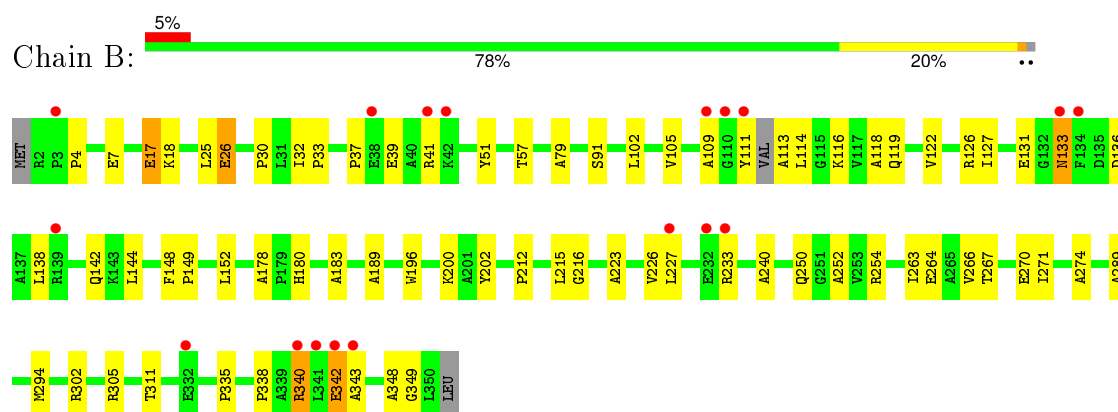 5%
Chain B:
78%
20%
••
MET R2 P3 P4 E7 E17 K18 L25 E26 P30 L31 I32 P33 P37 E38 E39 A40 R41 K42 Y51 T57 A79 S91 L102 V105 A109 G110 Y111 VAL A113 L114 G115 K116 V117 A118 Q119 V122 R126 I127 E131 G132 N133 F134 D135 D136
A137 L138 R139 Q142 K143 L144 F148 P149 L152 A178 P179 H180 A183 A189 W196 K200 A201 Y202 P212 L215 G216 A223 V226 L227 E232 R233 A240 Q250 G251 A252 V253 R254 I263 E264 A265 V266 T267 E270 I271 A274
M294 R302 R305 T311 E332 P335 P338 A339 R340 L341 E342 A343 A348 G349 L350 LEU